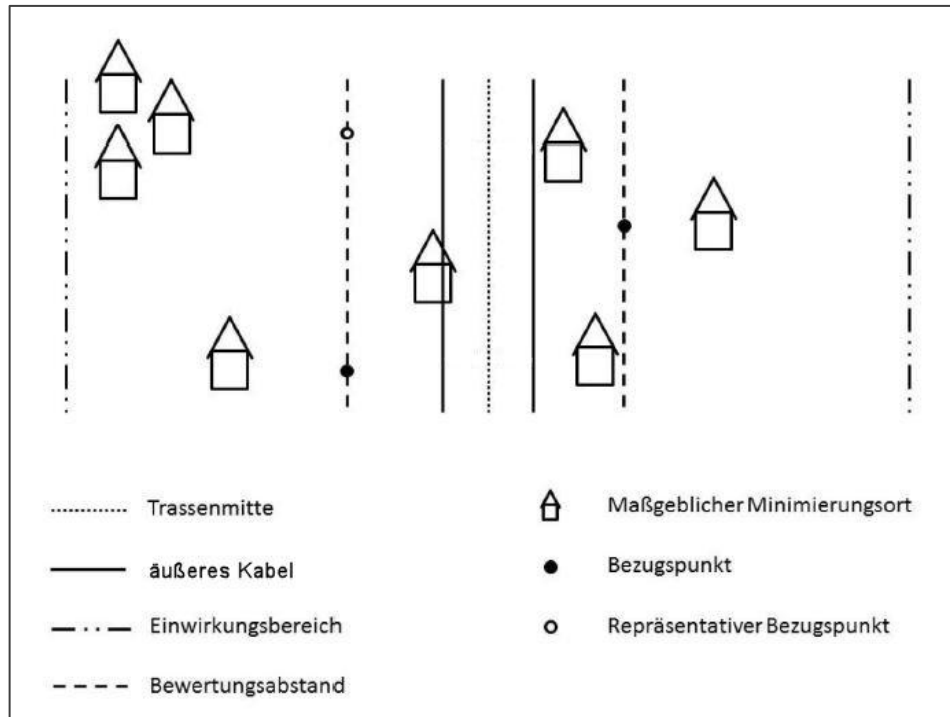 Trassenmitte
äußeres Kabel
Einwirkungsbereich
Bewertungsabstand
Maßgeblicher Minimierungsort
Bezugspunkt
Repräsentativer Bezugspunkt